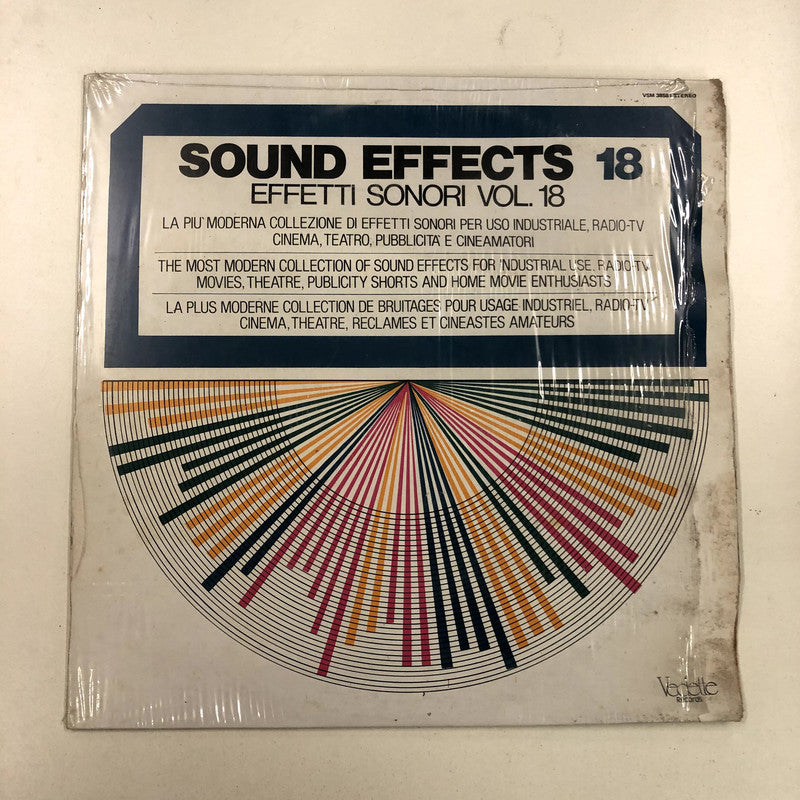 STEREO
SOUND EFFECTS 18
EFFETTI SONORI VOL. 18
LA PIU' MODERNA COLLEZIONE DI EFFETTI SONORI PER USO INDUSTRIALE, RADIO-TV
CINEMA, TEATRO, PUBBLICITA' E CINEAMATORI
THE MOST MODERN COLLECTION OF SOUND EFFECTS FOR INDUSTRIAL USE, RADIO-TV
MOVIES, THEATRE, PUBLICITY SHORTS AND HOME MOVIE ENTHUSIASTS
LA PLUS MODERNE COLLECTION DE BRUITAGES POUR USAGE INDUSTRIEL, RADIO-TV
CINEMA, THEATRE, RECLAMES ET CINEASTES AMATEURS
Vedette
Records